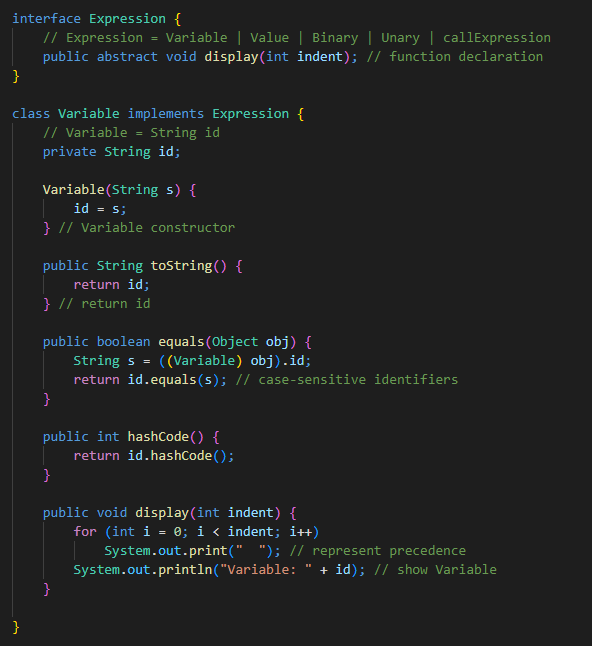 interface Expression {
    // Expression = Variable | Value | Binary | Unary | callExpression
    public abstract void display(int indent); // function declaration
}

class Variable implements Expression {
    // Variable = String id
    private String id;

    Variable(String s) {
        id = s;
    } // Variable constructor

    public String toString() {
        return id;
    } // return id

    public boolean equals(Object obj) {
        String s = ((Variable) obj).id;
        return id.equals(s); // case-sensitive identifiers
    }

    public int hashCode() {
        return id.hashCode();
    }

    public void display(int indent) {
        for (int i = 0; i < indent; i++)
            System.out.print("  "); // represent precedence
        System.out.println("Variable: " + id); // show Variable
    }

}